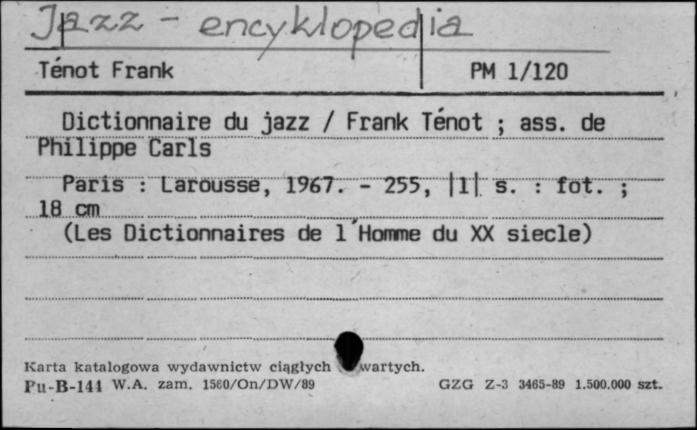 Jazz - encyklopedia
Ténot Frank PM 1/120
Dictionnaire du jazz / Frank Ténot ; ass. de
Philippe Carls
Paris : Larousse, 1967. - 255, |1| s. : fot. ;
18 cm
(Les Dictionnaires de l'Homme du XX siecle)
Karta katalogowa wydawnictw ciągłych wartych.
Pu-B-144 W.A. zam. 1560/On/DW/89 GZG Z-3 3465-89 1.500.000 szt.